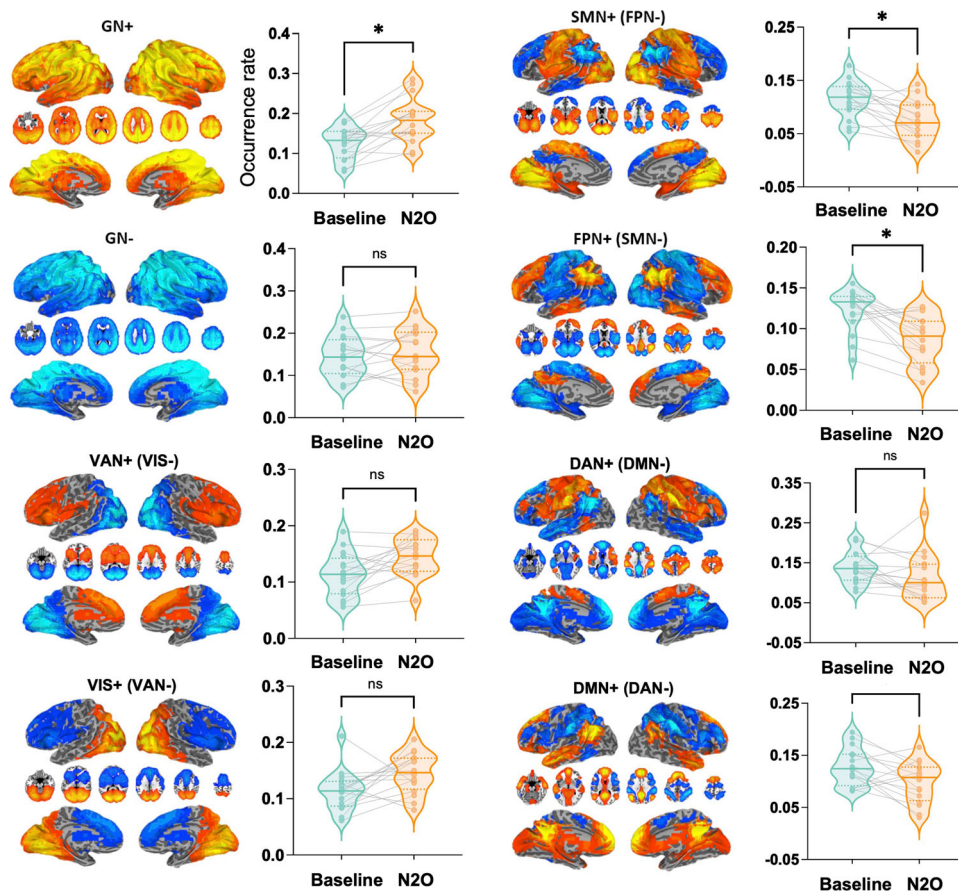 GN+
*
Occurrence rate
0.4
0.3
0.2
0.1
0.0
Baseline N2O
SMN+ (FPN-)
*
0.15
0.05
-0.05
Baseline N2O
GN-
ns
0.4
0.3
0.2
0.1
0.0
Baseline N2O
FPN+ (SMN-)
*
0.20
0.15
0.10
0.05
0.00
Baseline N2O
VAN+ (VIS-)
ns
0.3
0.2
0.1
0.0
Baseline N2O
DAN+ (DMN-)
ns
0.35
0.25
0.15
0.05
-0.05
Baseline N2O
VIS+ (VAN-)
ns
0.3
0.2
0.1
0.0
Baseline N2O
DMN+ (DAN-)
0.25
0.15
0.05
-0.05
Baseline N2O